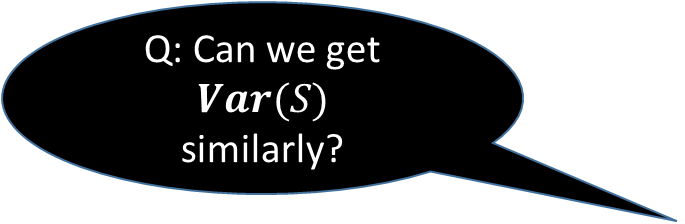 Q: Can we get
Var(S)
similarly?